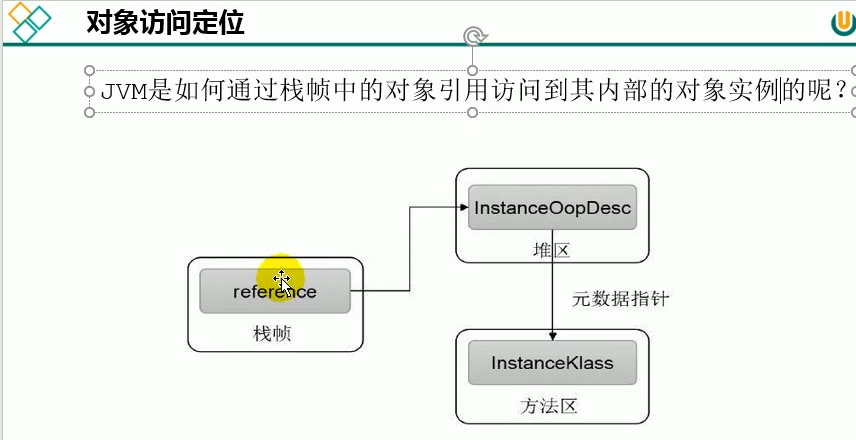 对象访问定位
JVM是如何通过栈帧中的对象引用访问到其内部的对象实例的呢?
InstanceOopDesc
堆区
reference
栈帧
元数据指针
InstanceKlass
方法区